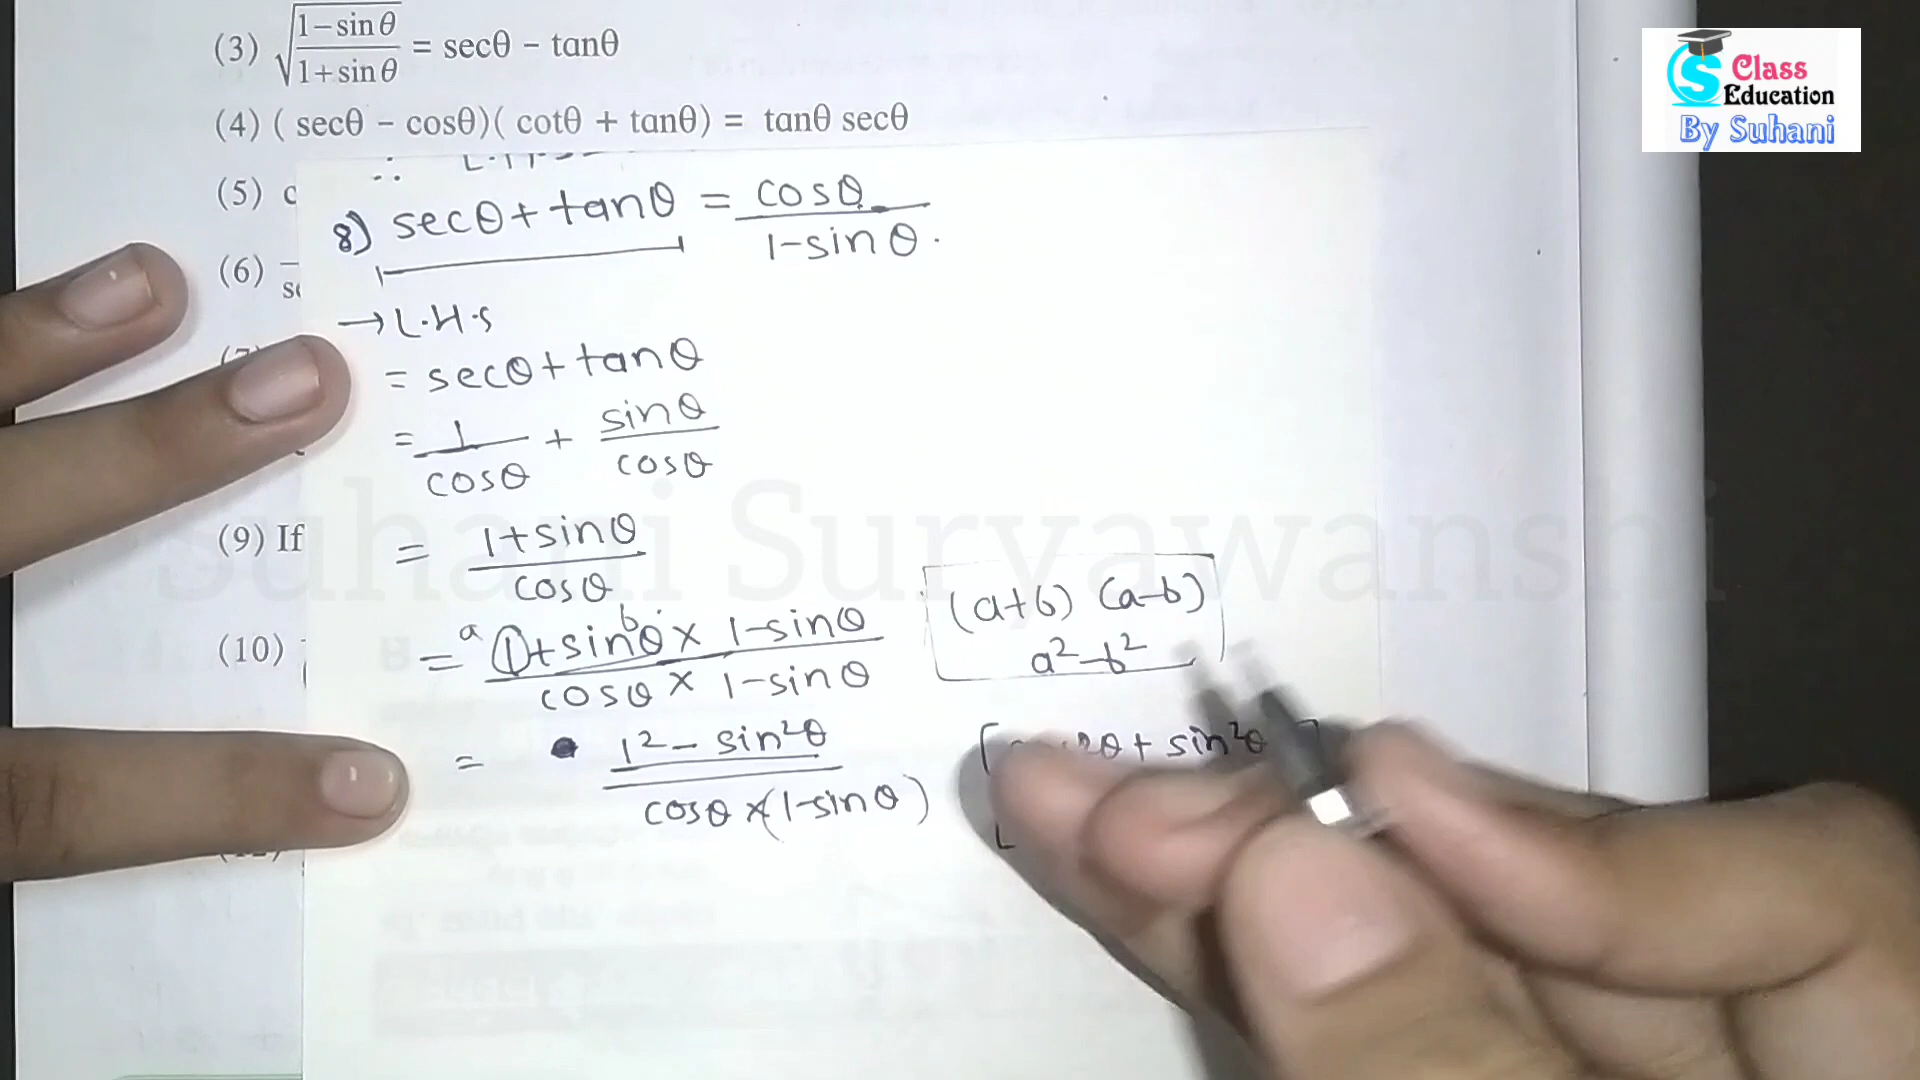 (3) √(1−sinθ / 1+sinθ) = secθ − tanθ
(4) ( secθ − cosθ)( cotθ + tanθ) = tanθ secθ
(5) c
8) secθ + tanθ = cosθ / 1−sinθ.
(6)
→ L.H.S
= secθ + tanθ
= 1/cosθ + sinθ/cosθ
(9) If
= 1+sinθ / cosθ
(a+b) (a−b)
a² − b²
(10)
a b
= 1+sinθ × 1−sinθ / cosθ × 1−sinθ
= 1² − sin²θ / cosθ × (1−sinθ)
θ + sin²θ
Class
Education
By Suhani
Suhani Suryawanshi